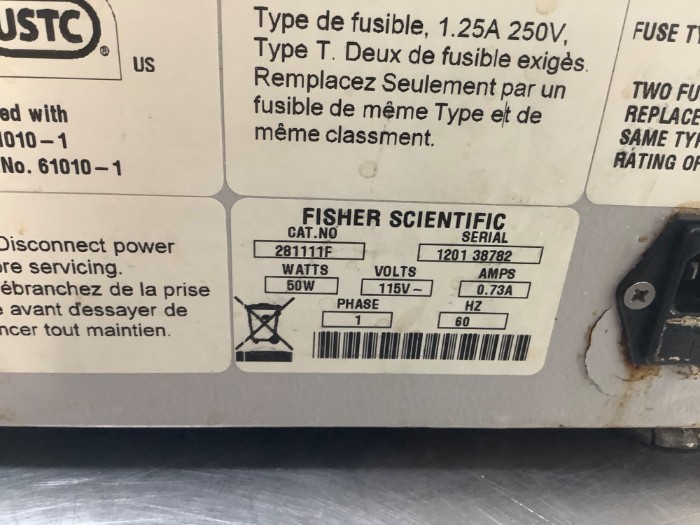 USTC
®
US
ed with
1010-1
No. 61010-1
Type de fusible, 1.25A 250V,
Type T. Deux de fusible exigès.
Remplacez Seulement par un
fusible de même Type et de
même classment.
FUSE
TWO
REPLACE
SAME
RATING
Disconnect power
re servicing.
ébranchez de la prise
avant d'essayer de
ncer tout maintien.
FISHER SCIENTIFIC
CAT.NO SERIAL
281111F 1201 38782
WATTS VOLTS AMPS
50W 115V~ 0.73A
PHASE HZ
1 60